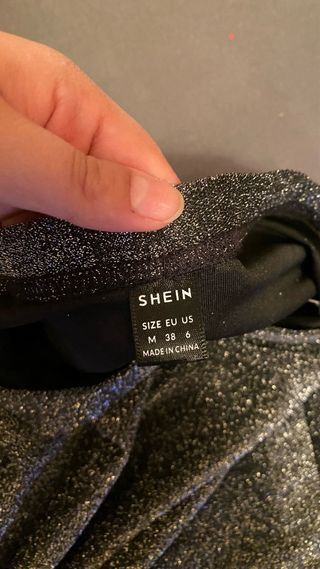 SHEIN
SIZE EU US
M 38 6
MADE IN CHINA